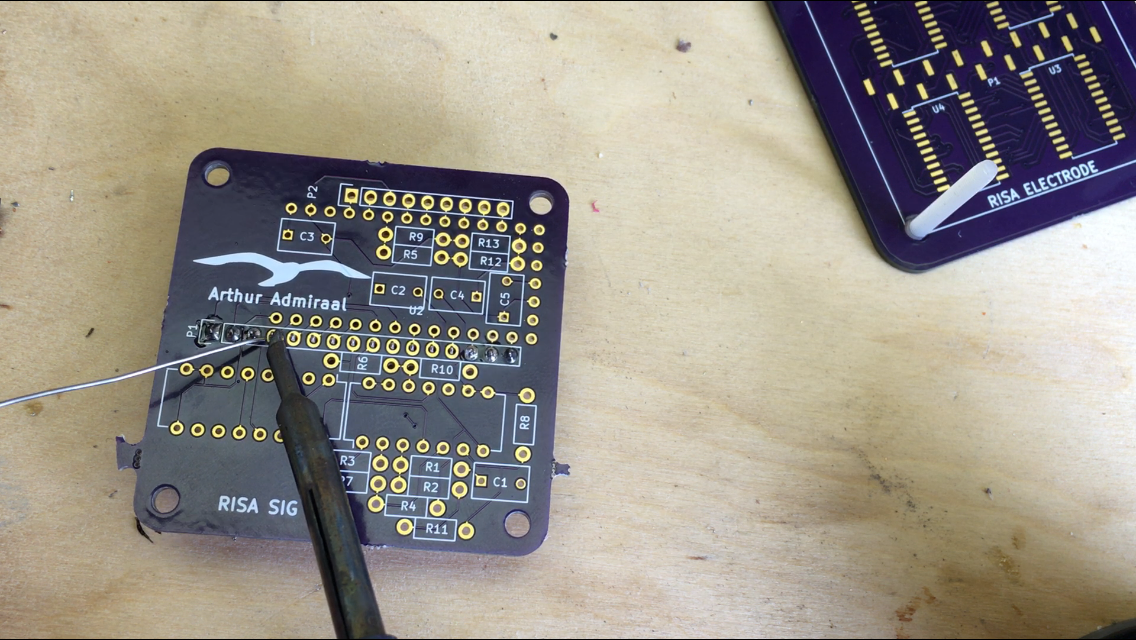 P2
C3
R9
R13
R5
R12
C2
C4
C5
U2
Arthur Admiraal
P1
R6
R10
R8
R3
R1
C1
R7
R2
R4
R11
RISA SIG
U3
P1
U4
RISA ELECTRODE